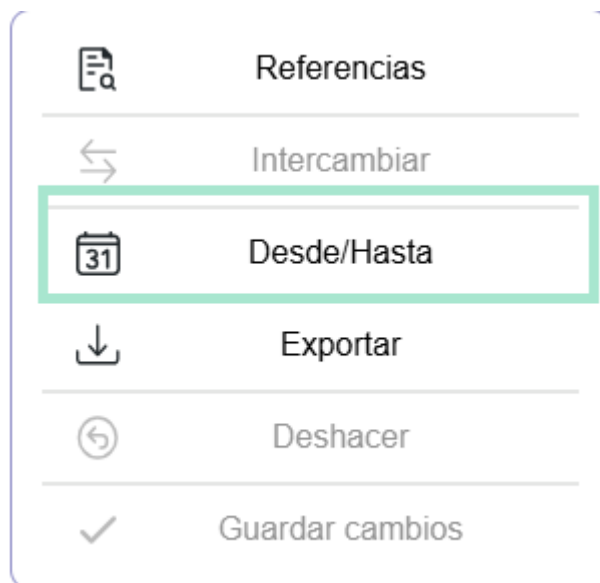 Referencias
Intercambiar
31 Desde/Hasta
Exportar
Deshacer
Guardar cambios